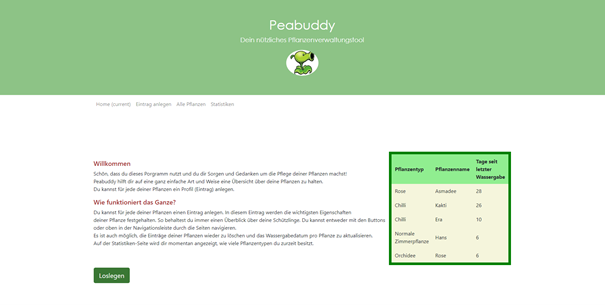 Peabuddy
Dein nützliches Pflanzenverwaltungstool
Home (current) Eintrag anlegen Alle Pflanzen Statistiken
Willkommen
Schön, dass du dieses Porgramm nutzt und du dir Sorgen und Gedanken um die Pflege deiner Pflanzen machst!
Peabuddy hilft dir auf eine ganz einfache Art und Weise eine Übersicht über deine Pflanzen zu halten.
Du kannst für jede deiner Pflanzen ein Profil (Eintrag) anlegen.
Wie funktioniert das Ganze?
Du kannst für jede deiner Pflanzen einen Eintrag anlegen. In diesem Eintrag werden die wichtigsten Eigenschaften
deiner Pflanze festgehalten. So behältest du immer einen Überblick über deine Schützlinge. Du kannst entweder mit den Buttons
oder oben in der Navigationsleiste durch die Seiten navigieren.
Es ist auch möglich, die Einträge deiner Pflanzen wieder zu löschen und das Wassergabedatum pro Pflanze zu aktualisieren.
Auf der Statistiken-Seite wird dir momentan angezeigt, wie viele Pflanzentypen du zurzeit besitzt.
Loslegen
Tage seit
Pflanzentyp Pflanzenname letzter
Wassergabe
Rose Asmadee 28
Chilli Kakti 26
Chilli Era 10
Normale
Zimmerpflanze Hans 6
Orchidee Rose 6